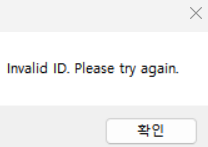 Invalid ID. Please try again.
확인